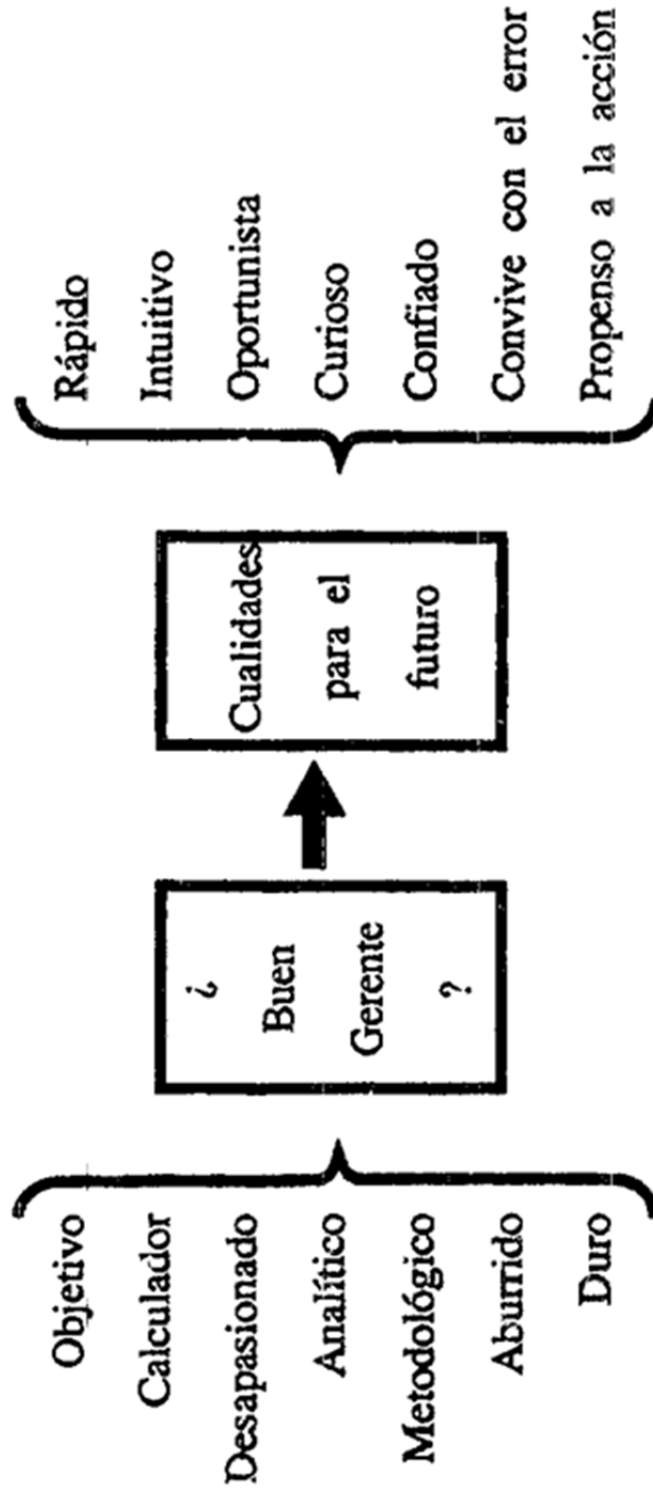 Objetivo
Calculador
Desapasionado
Analítico
Metodológico
Aburrido
Duro
¿
Buen
Gerente
?
Cualidades
para el
futuro
Rápido
Intuitivo
Oportunista
Curioso
Confiado
Convive con el error
Propenso a la acción